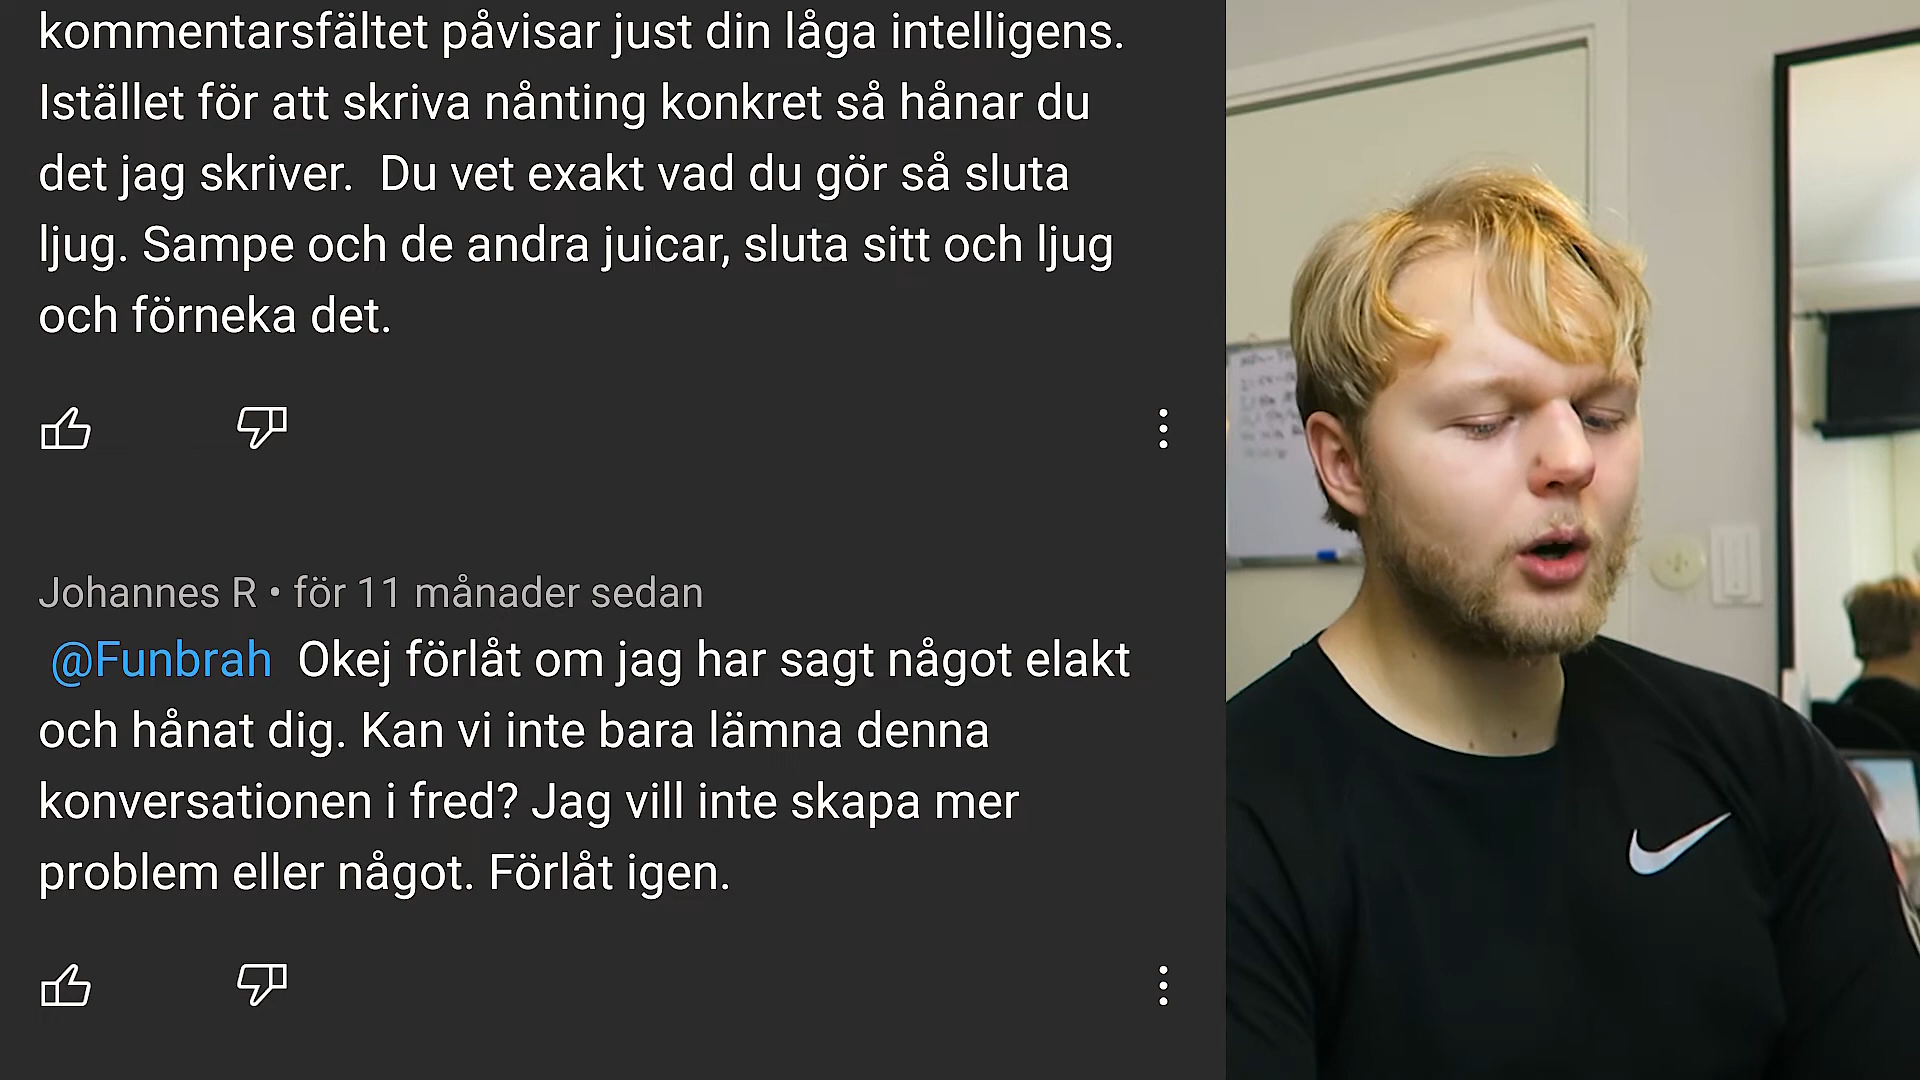 kommentarsfältet påvisar just din låga intelligens.
Istället för att skriva nånting konkret så hånar du
det jag skriver.  Du vet exakt vad du gör så sluta
ljug. Sampe och de andra juicar, sluta sitt och ljug
och förneka det.
Johannes R • för 11 månader sedan
@Funbrah  Okej förlåt om jag har sagt något elakt
och hånat dig. Kan vi inte bara lämna denna
konversationen i fred? Jag vill inte skapa mer
problem eller något. Förlåt igen.